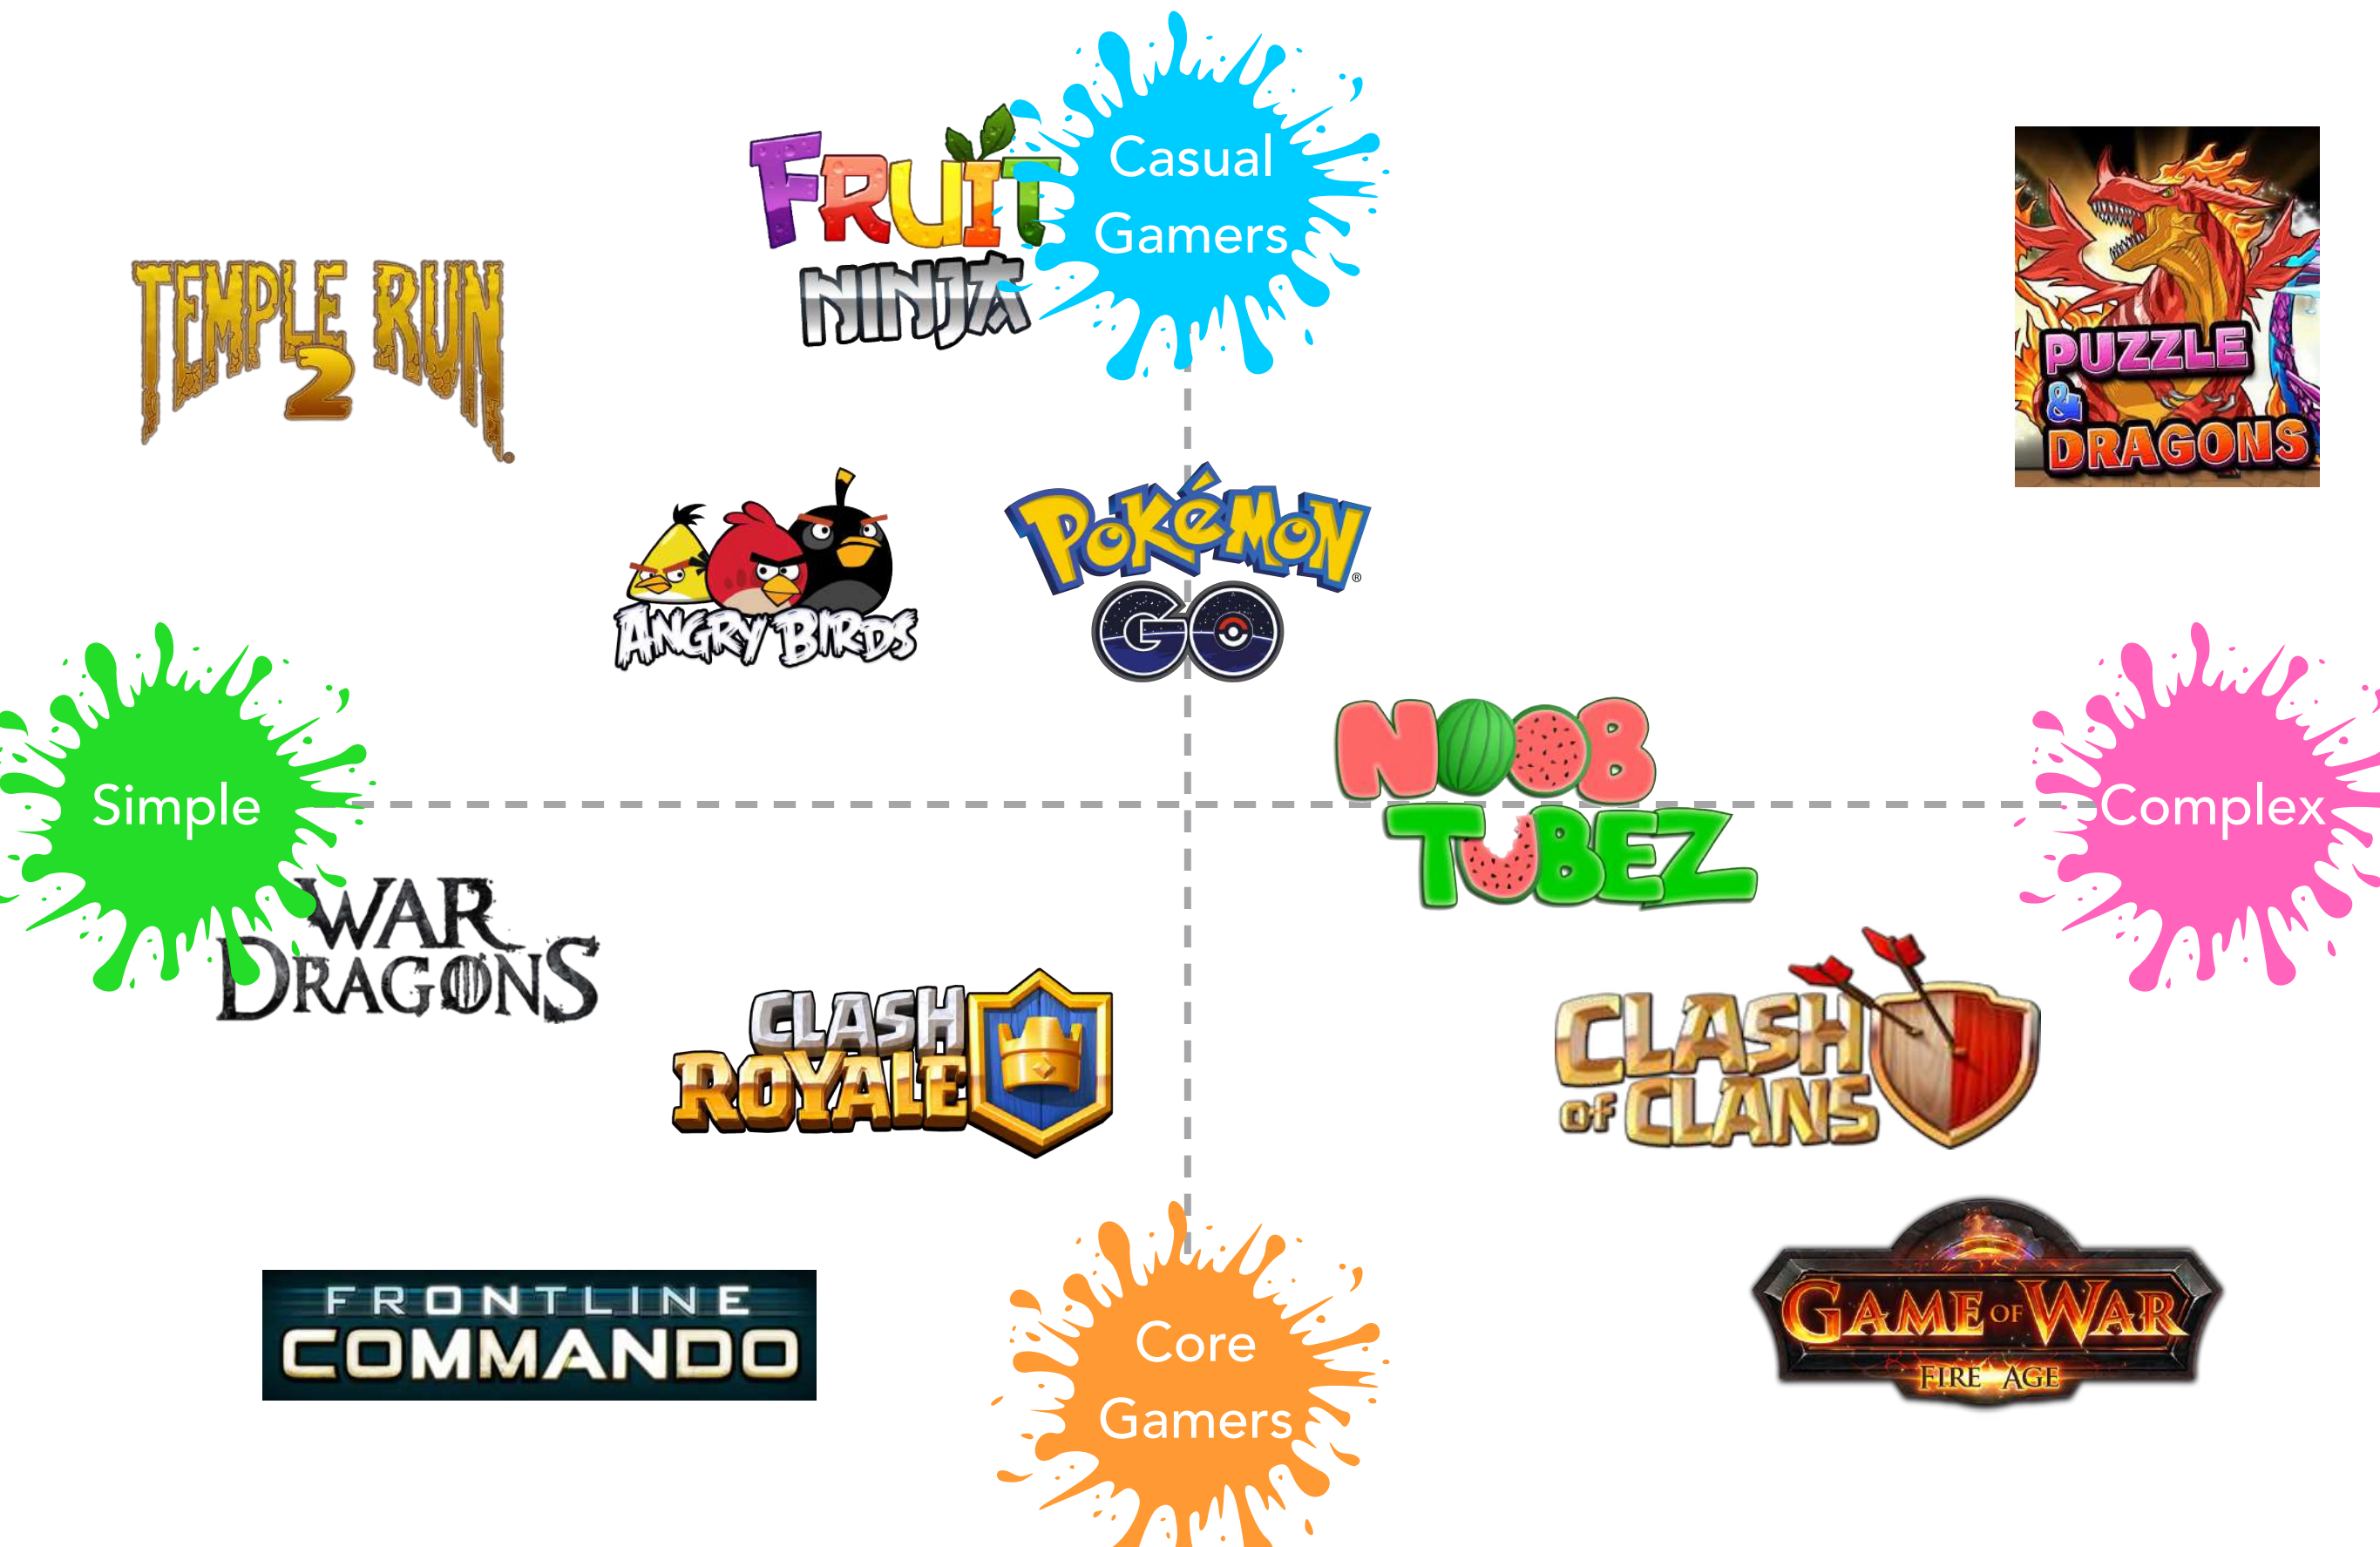 FRUIT
NINJA
Casual
Gamers
TEMPLE RUN
2
PUZZLE
&
DRAGONS
ANGRY BIRDS
POKéMON
GO
NOOB
TUBEZ
Simple
Complex
WAR
DRAGONS
CLASH
ROYALE
CLASH
OF CLANS
FRONTLINE
COMMANDO
Core
Gamers
GAME OF WAR
FIRE AGE